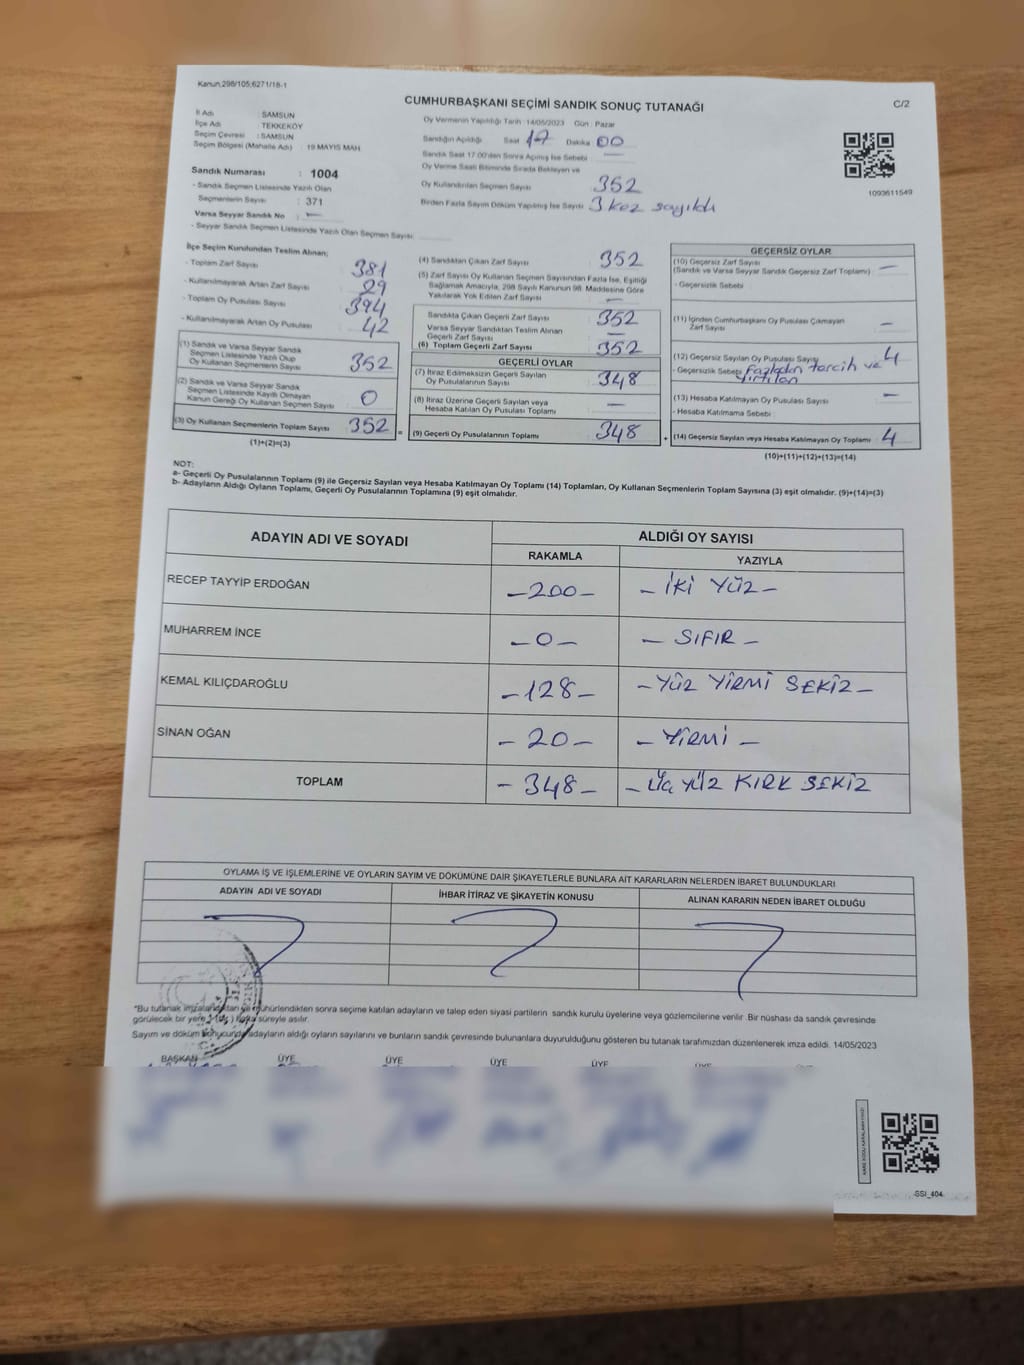 Kanun:298/105;6271/18-1
CUMHURBAŞKANI SEÇİMİ SANDIK SONUÇ TUTANAĞI
C/2
İl Adı : SAMSUN
İlçe Adı : TEKKEKÖY
Seçim Çevresi : SAMSUN
Seçim Bölgesi (Mahalle Adı) : 19 MAYIS MAH.
Sandık Numarası : 1004
- Sandık Seçmen Listesinde Yazılı Olan
Seçmenlerin Sayısı : 371
Varsa Seyyar Sandık No : —
- Seyyar Sandık Seçmen Listesinde Yazılı Olan Seçmen Sayısı:
Oy Vermenin Yapıldığı Tarih :14/05/2023 Gün : Pazar
Sandığın Açıldığı Saat 17 Dakika 00
Sandık Saat 17.00'den Sonra Açılmış İse Sebebi —
Oy Verme Saati Bitiminde Sırada Bekleyen ve
Oy Kullandırılan Seçmen Sayısı 352
Birden Fazla Sayım Döküm Yapılmış İse Sayısı 3 kez sayıldı
1093611549
İlçe Seçim Kurulundan Teslim Alınan;
- Toplam Zarf Sayısı 381
- Kullanılmayarak Artan Zarf Sayısı 29
- Toplam Oy Pusulası Sayısı 394
- Kullanılmayarak Artan Oy Pusulası 42
(1) Sandık ve Varsa Seyyar Sandık
Seçmen Listesinde Yazılı Olup
Oy Kullanan Seçmenlerin Sayısı 352
(2) Sandık ve Varsa Seyyar Sandık
Seçmen Listesinde Kayıtlı Olmayan
Kanun Gereği Oy Kullanan Seçmen Sayısı 0
(3) Oy Kullanan Seçmenlerin Toplam Sayısı 352 =
(1)+(2)=(3)
(4) Sandıktan Çıkan Zarf Sayısı 352
(5) Zarf Sayısı Oy Kullanan Seçmen Sayısından Fazla İse, Eşitliği
Sağlamak Amacıyla, 298 Sayılı Kanunun 98. Maddesine Göre
Yakılarak Yok Edilen Zarf Sayısı —
Sandıkta Çıkan Geçerli Zarf Sayısı 352
Varsa Seyyar Sandıktan Teslim Alınan
Geçerli Zarf Sayısı —
(6) Toplam Geçerli Zarf Sayısı 352
GEÇERLİ OYLAR
(7) İtiraz Edilmeksizin Geçerli Sayılan
Oy Pusulalarının Sayısı 348
(8) İtiraz Üzerine Geçerli Sayılan veya
Hesaba Katılan Oy Pusulası Toplamı —
(9) Geçerli Oy Pusulalarının Toplamı 348 +
GEÇERSİZ OYLAR
(10) Geçersiz Zarf Sayısı
(Sandık ve Varsa Seyyar Sandık Geçersiz Zarf Toplamı) —
- Geçersizlik Sebebi
(11) İçinden Cumhurbaşkanı Oy Pusulası Çıkmayan
Zarf Sayısı —
(12) Geçersiz Sayılan Oy Pusulası Sayısı 4
- Geçersizlik Sebebi Fazladan tercih ve
yırtılan
(13) Hesaba Katılmayan Oy Pusulası Sayısı —
- Hesaba Katılmama Sebebi :
(14) Geçersiz Sayılan veya Hesaba Katılmayan Oy Toplamı 4
(10)+(11)+(12)+(13)=(14)
NOT:
a- Geçerli Oy Pusulalarının Toplamı (9) ile Geçersiz Sayılan veya Hesaba Katılmayan Oy Toplamı (14) Toplamları, Oy Kullanan Seçmenlerin Toplam Sayısına (3) eşit olmalıdır. (9)+(14)=(3)
b- Adayların Aldığı Oyların Toplamı, Geçerli Oy Pusulalarının Toplamına (9) eşit olmalıdır.
ADAYIN ADI VE SOYADI
ALDIĞI OY SAYISI
RAKAMLA YAZIYLA
RECEP TAYYİP ERDOĞAN -200- -İKİ YÜZ-
MUHARREM İNCE -0- -SIFIR-
KEMAL KILIÇDAROĞLU -128- -YÜZ YİRMİ SEKİZ-
SİNAN OĞAN -20- -YİRMİ-
TOPLAM -348- -ÜÇ YÜZ KIRK SEKİZ
OYLAMA İŞ VE İŞLEMLERİNE VE OYLARIN SAYIM VE DÖKÜMÜNE DAİR ŞİKAYETLERLE BUNLARA AİT KARARLARIN NELERDEN İBARET BULUNDUKLARI
ADAYIN ADI VE SOYADI İHBAR İTİRAZ VE ŞİKAYETİN KONUSU ALINAN KARARIN NEDEN İBARET OLDUĞU
*Bu tutanak mühürlendikten sonra seçime katılan adayların ve talep eden siyasi partilerin sandık kurulu üyelerine veya gözlemcilerine verilir. Bir nüshası da sandık çevresinde
görülecek bir yere süreyle asılır.
Sayım ve döküm sonucunda adayların aldığı oyların sayılarını ve bunların sandık çevresinde bulunanlara duyurulduğunu gösteren bu tutanak tarafımızdan düzenlenerek imza edildi. 14/05/2023
BAŞKAN ÜYE ÜYE ÜYE ÜYE ÜYE
SSİ_404